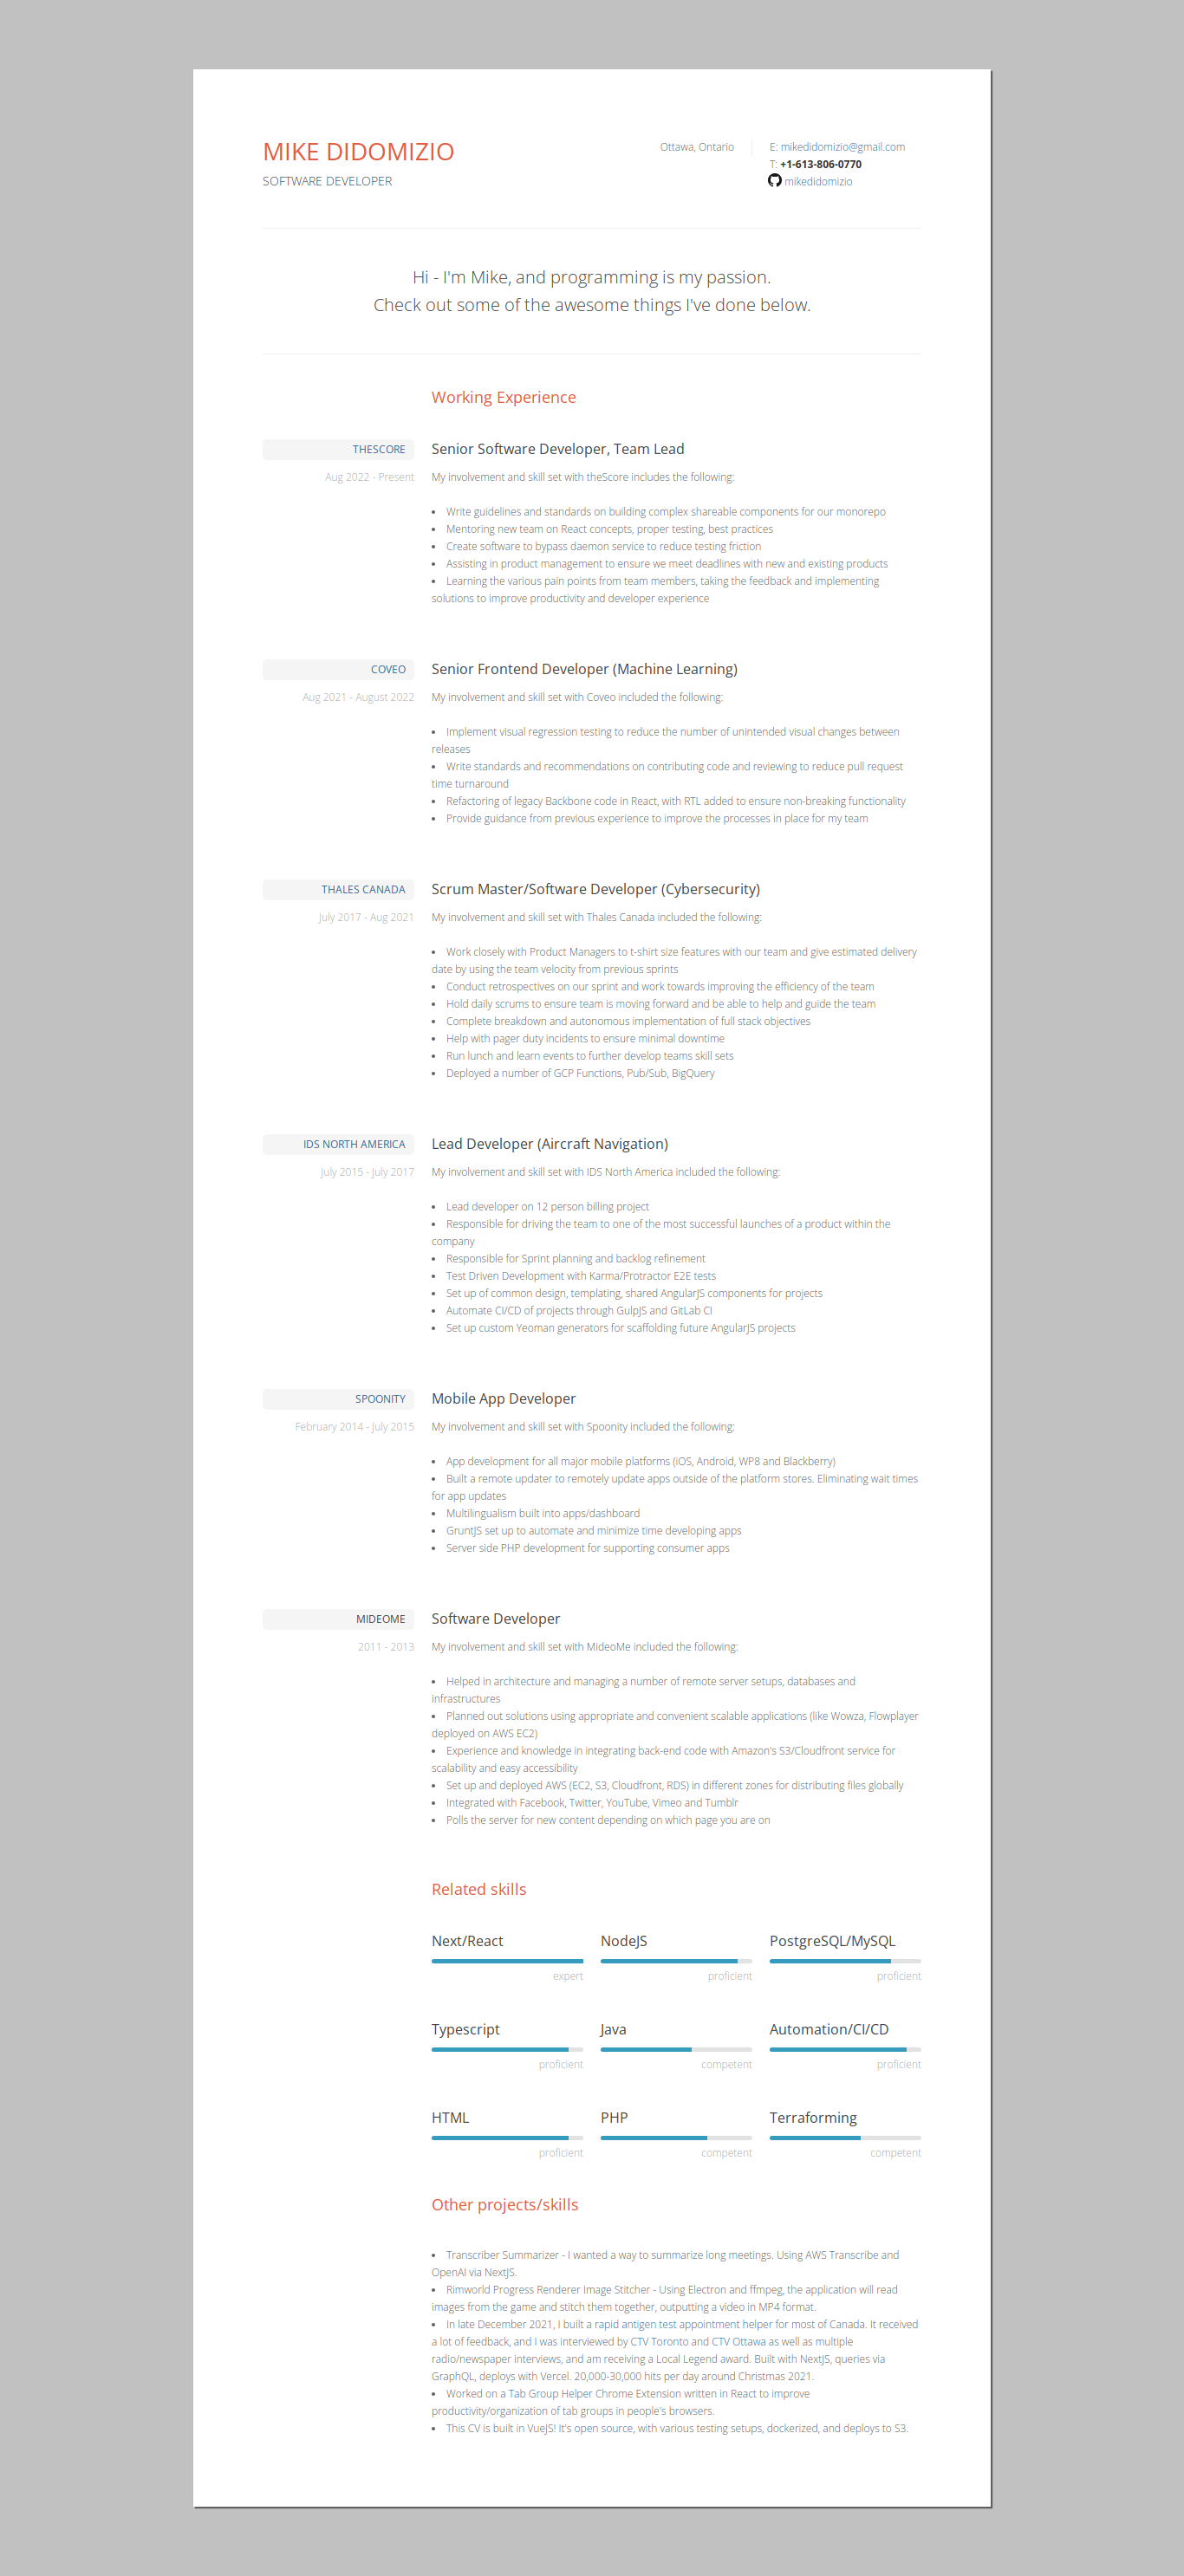 MIKE DIDOMIZIO
SOFTWARE DEVELOPER
Ottawa, Ontario
E: mikedidomizio@gmail.com
T: +1-613-806-0770
mikedidomizio
Hi - I'm Mike, and programming is my passion.
Check out some of the awesome things I've done below.
Working Experience
THESCORE
Aug 2022 - Present
Senior Software Developer, Team Lead
My involvement and skill set with theScore includes the following:
• Write guidelines and standards on building complex shareable components for our monorepo
• Mentoring new team on React concepts, proper testing, best practices
• Create software to bypass daemon service to reduce testing friction
• Assisting in product management to ensure we meet deadlines with new and existing products
• Learning the various pain points from team members, taking the feedback and implementing
solutions to improve productivity and developer experience
COVEO
Aug 2021 - August 2022
Senior Frontend Developer (Machine Learning)
My involvement and skill set with Coveo included the following:
• Implement visual regression testing to reduce the number of unintended visual changes between
releases
• Write standards and recommendations on contributing code and reviewing to reduce pull request
time turnaround
• Refactoring of legacy Backbone code in React, with RTL added to ensure non-breaking functionality
• Provide guidance from previous experience to improve the processes in place for my team
THALES CANADA
July 2017 - Aug 2021
Scrum Master/Software Developer (Cybersecurity)
My involvement and skill set with Thales Canada included the following:
• Work closely with Product Managers to t-shirt size features with our team and give estimated delivery
date by using the team velocity from previous sprints
• Conduct retrospectives on our sprint and work towards improving the efficiency of the team
• Hold daily scrums to ensure team is moving forward and be able to help and guide the team
• Complete breakdown and autonomous implementation of full stack objectives
• Help with pager duty incidents to ensure minimal downtime
• Run lunch and learn events to further develop teams skill sets
• Deployed a number of GCP Functions, Pub/Sub, BigQuery
IDS NORTH AMERICA
July 2015 - July 2017
Lead Developer (Aircraft Navigation)
My involvement and skill set with IDS North America included the following:
• Lead developer on 12 person billing project
• Responsible for driving the team to one of the most successful launches of a product within the
company
• Responsible for Sprint planning and backlog refinement
• Test Driven Development with Karma/Protractor E2E tests
• Set up of common design, templating, shared AngularJS components for projects
• Automate CI/CD of projects through GulpJS and GitLab CI
• Set up custom Yeoman generators for scaffolding future AngularJS projects
SPOONITY
February 2014 - July 2015
Mobile App Developer
My involvement and skill set with Spoonity included the following:
• App development for all major mobile platforms (iOS, Android, WP8 and Blackberry)
• Built a remote updater to remotely update apps outside of the platform stores. Eliminating wait times
for app updates
• Multilingualism built into apps/dashboard
• GruntJS set up to automate and minimize time developing apps
• Server side PHP development for supporting consumer apps
MIDEOME
2011 - 2013
Software Developer
My involvement and skill set with MideoMe included the following:
• Helped in architecture and managing a number of remote server setups, databases and
infrastructures
• Planned out solutions using appropriate and convenient scalable applications (like Wowza, Flowplayer
deployed on AWS EC2)
• Experience and knowledge in integrating back-end code with Amazon's S3/Cloudfront service for
scalability and easy accessibility
• Set up and deployed AWS (EC2, S3, Cloudfront, RDS) in different zones for distributing files globally
• Integrated with Facebook, Twitter, YouTube, Vimeo and Tumblr
• Polls the server for new content depending on which page you are on
Related skills
Next/React
expert
NodeJS
proficient
PostgreSQL/MySQL
proficient
Typescript
proficient
Java
competent
Automation/CI/CD
proficient
HTML
proficient
PHP
competent
Terraforming
competent
Other projects/skills
• Transcriber Summarizer - I wanted a way to summarize long meetings. Using AWS Transcribe and
OpenAI via NextJS.
• Rimworld Progress Renderer Image Stitcher - Using Electron and ffmpeg, the application will read
images from the game and stitch them together, outputting a video in MP4 format.
• In late December 2021, I built a rapid antigen test appointment helper for most of Canada. It received
a lot of feedback, and I was interviewed by CTV Toronto and CTV Ottawa as well as multiple
radio/newspaper interviews, and am receiving a Local Legend award. Built with NextJS, queries via
GraphQL, deploys with Vercel. 20,000-30,000 hits per day around Christmas 2021.
• Worked on a Tab Group Helper Chrome Extension written in React to improve
productivity/organization of tab groups in people's browsers.
• This CV is built in VueJS! It's open source, with various testing setups, dockerized, and deploys to S3.